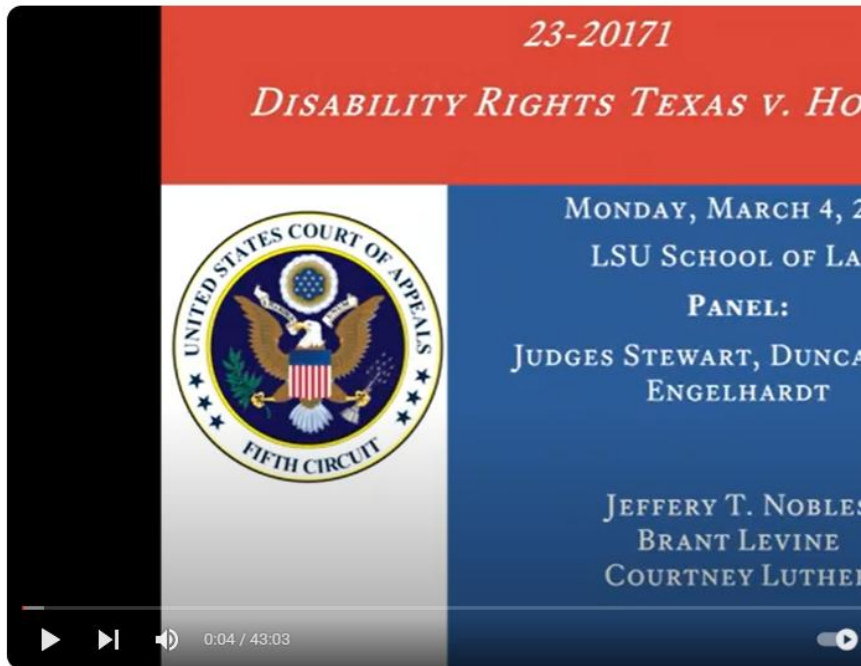 23-20171
DISABILITY RIGHTS TEXAS V. HO
MONDAY, MARCH 4, 2
LSU SCHOOL OF LA
PANEL:
JUDGES STEWART, DUNCA
ENGELHARDT
UNITED STATES COURT OF APPEALS
FIFTH CIRCUIT
JEFFERY T. NOBLES
BRANT LEVINE
COURTNEY LUTHER
0:04 / 43:03